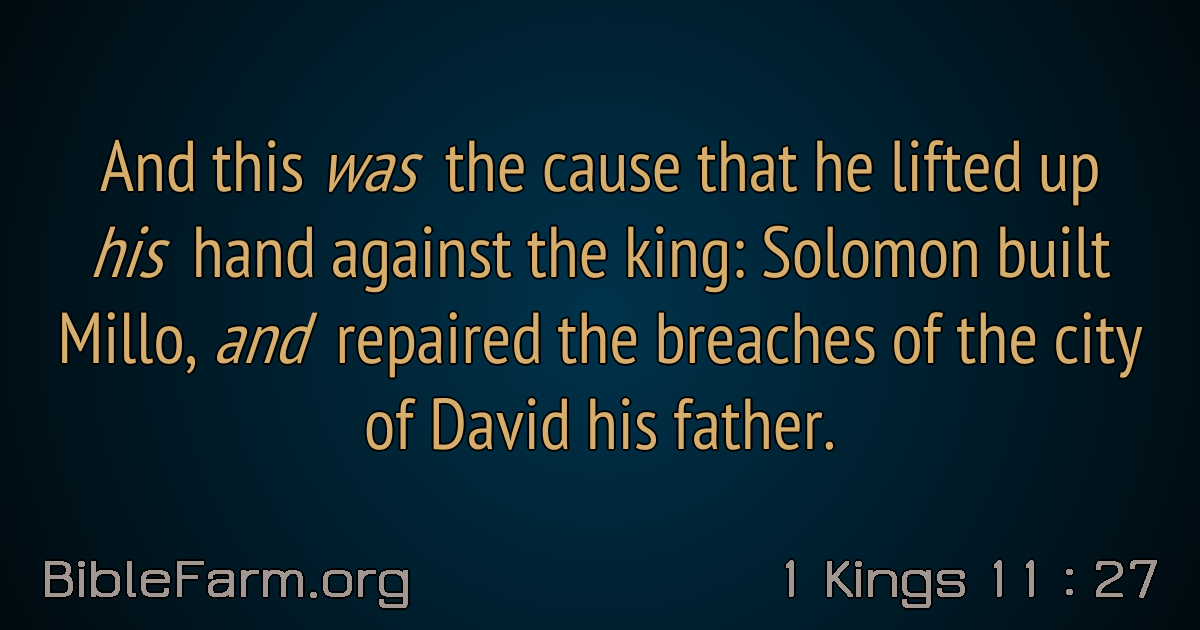 And this was the cause that he lifted up
his hand against the king: Solomon built
Millo, and repaired the breaches of the city
of David his father.
BibleFarm.org
1 Kings 11 : 27